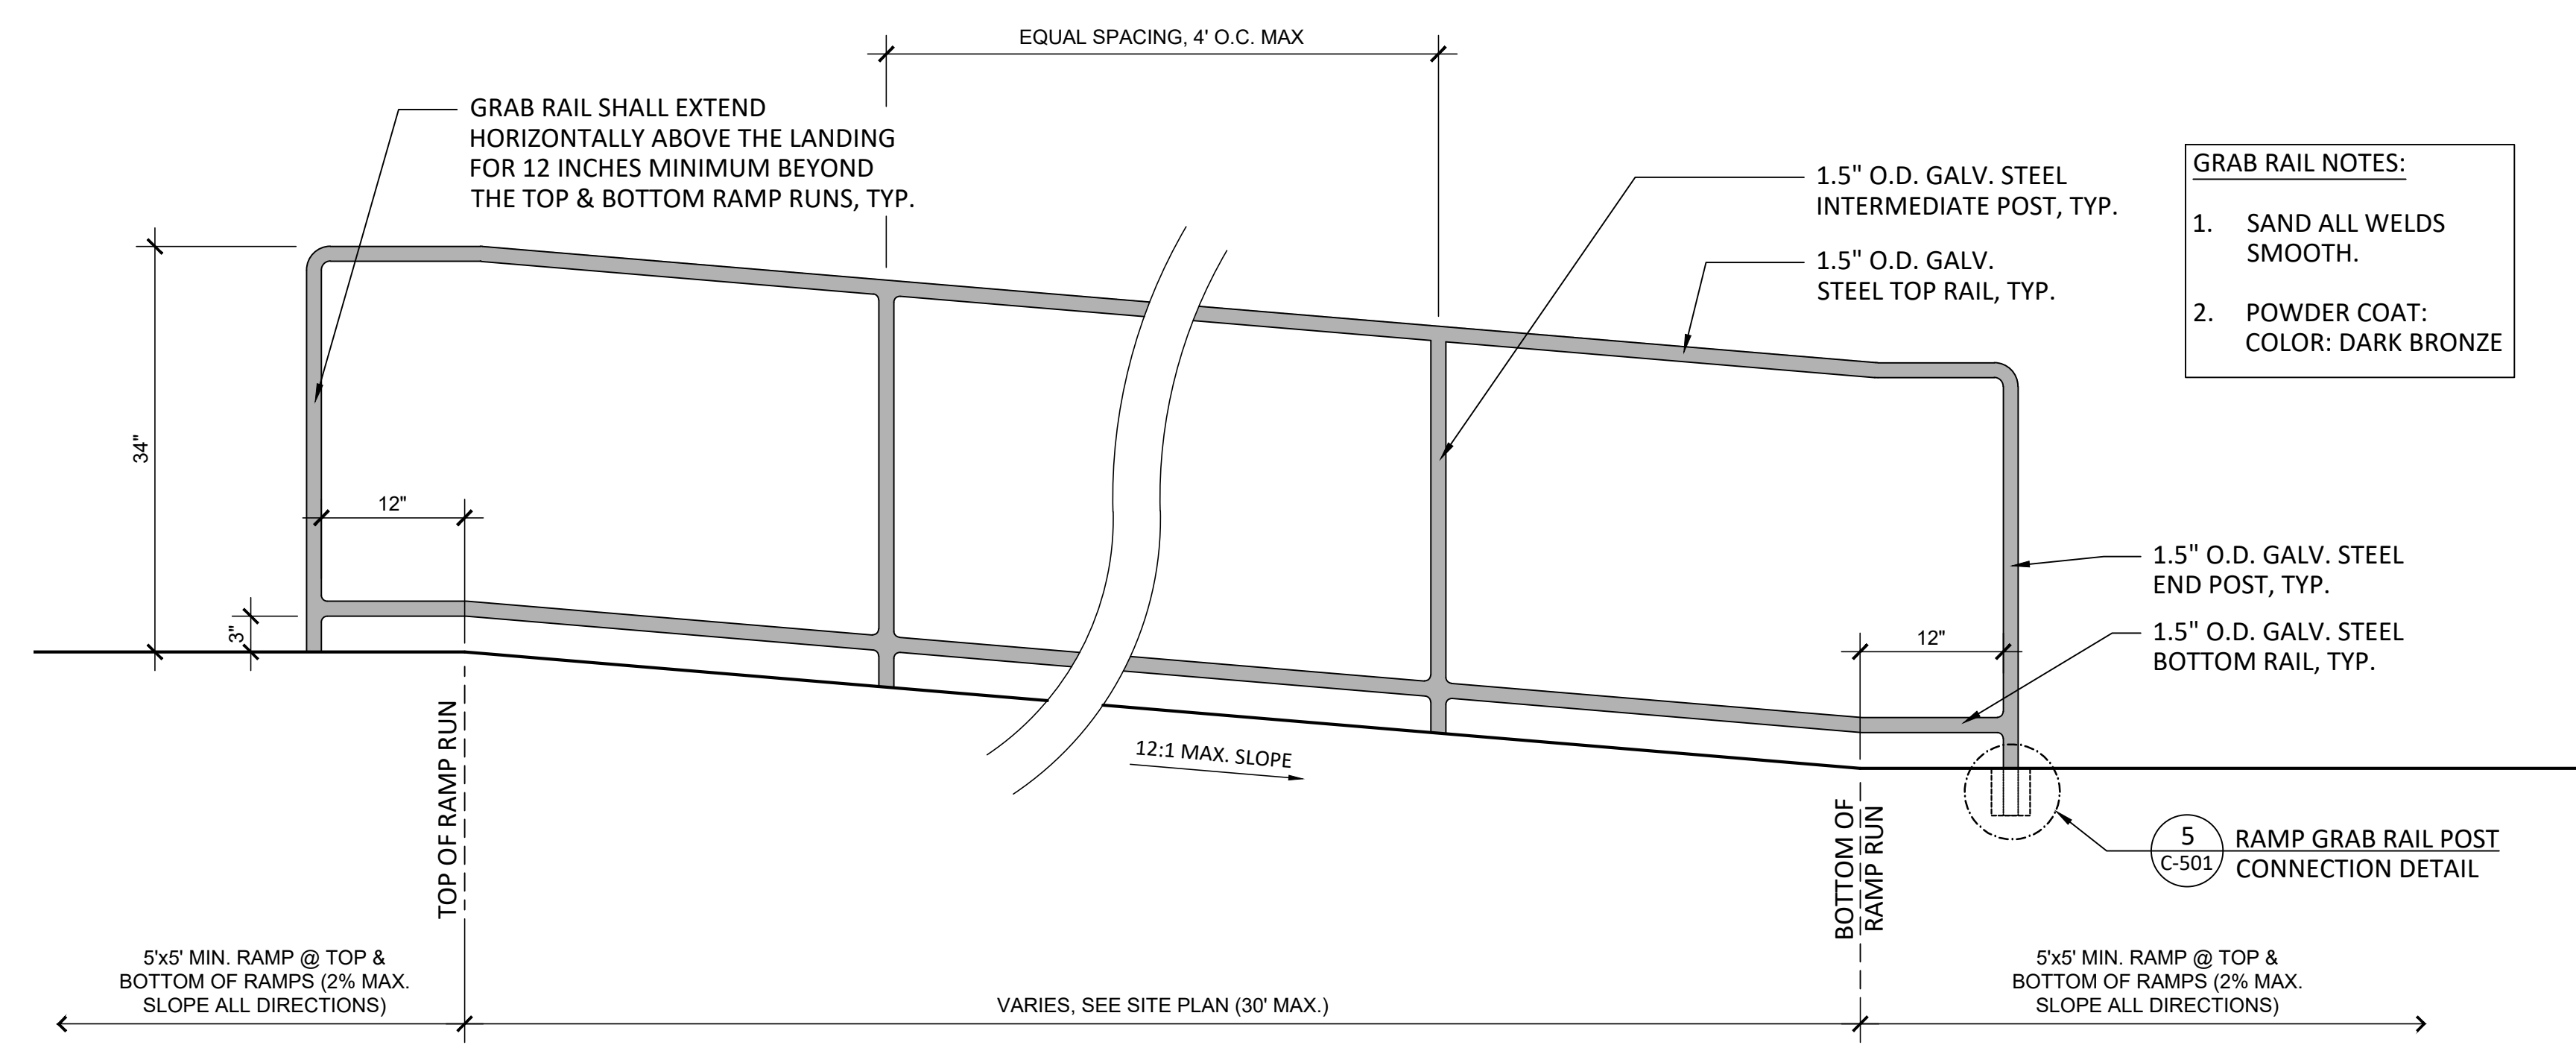 EQUAL SPACING, 4' O.C. MAX
GRAB RAIL SHALL EXTEND
HORIZONTALLY ABOVE THE LANDING
FOR 12 INCHES MINIMUM BEYOND
THE TOP & BOTTOM RAMP RUNS, TYP.
1.5" O.D. GALV. STEEL
INTERMEDIATE POST, TYP.
1.5" O.D. GALV.
STEEL TOP RAIL, TYP.
GRAB RAIL NOTES:
1. SAND ALL WELDS
SMOOTH.
2. POWDER COAT:
COLOR: DARK BRONZE
34"
12"
3"
12"
1.5" O.D. GALV. STEEL
END POST, TYP.
1.5" O.D. GALV. STEEL
BOTTOM RAIL, TYP.
12:1 MAX. SLOPE
TOP OF RAMP RUN
BOTTOM OF
RAMP RUN
5
C-501
RAMP GRAB RAIL POST
CONNECTION DETAIL
5'x5' MIN. RAMP @ TOP &
BOTTOM OF RAMPS (2% MAX.
SLOPE ALL DIRECTIONS)
VARIES, SEE SITE PLAN (30' MAX.)
5'x5' MIN. RAMP @ TOP &
BOTTOM OF RAMPS (2% MAX.
SLOPE ALL DIRECTIONS)